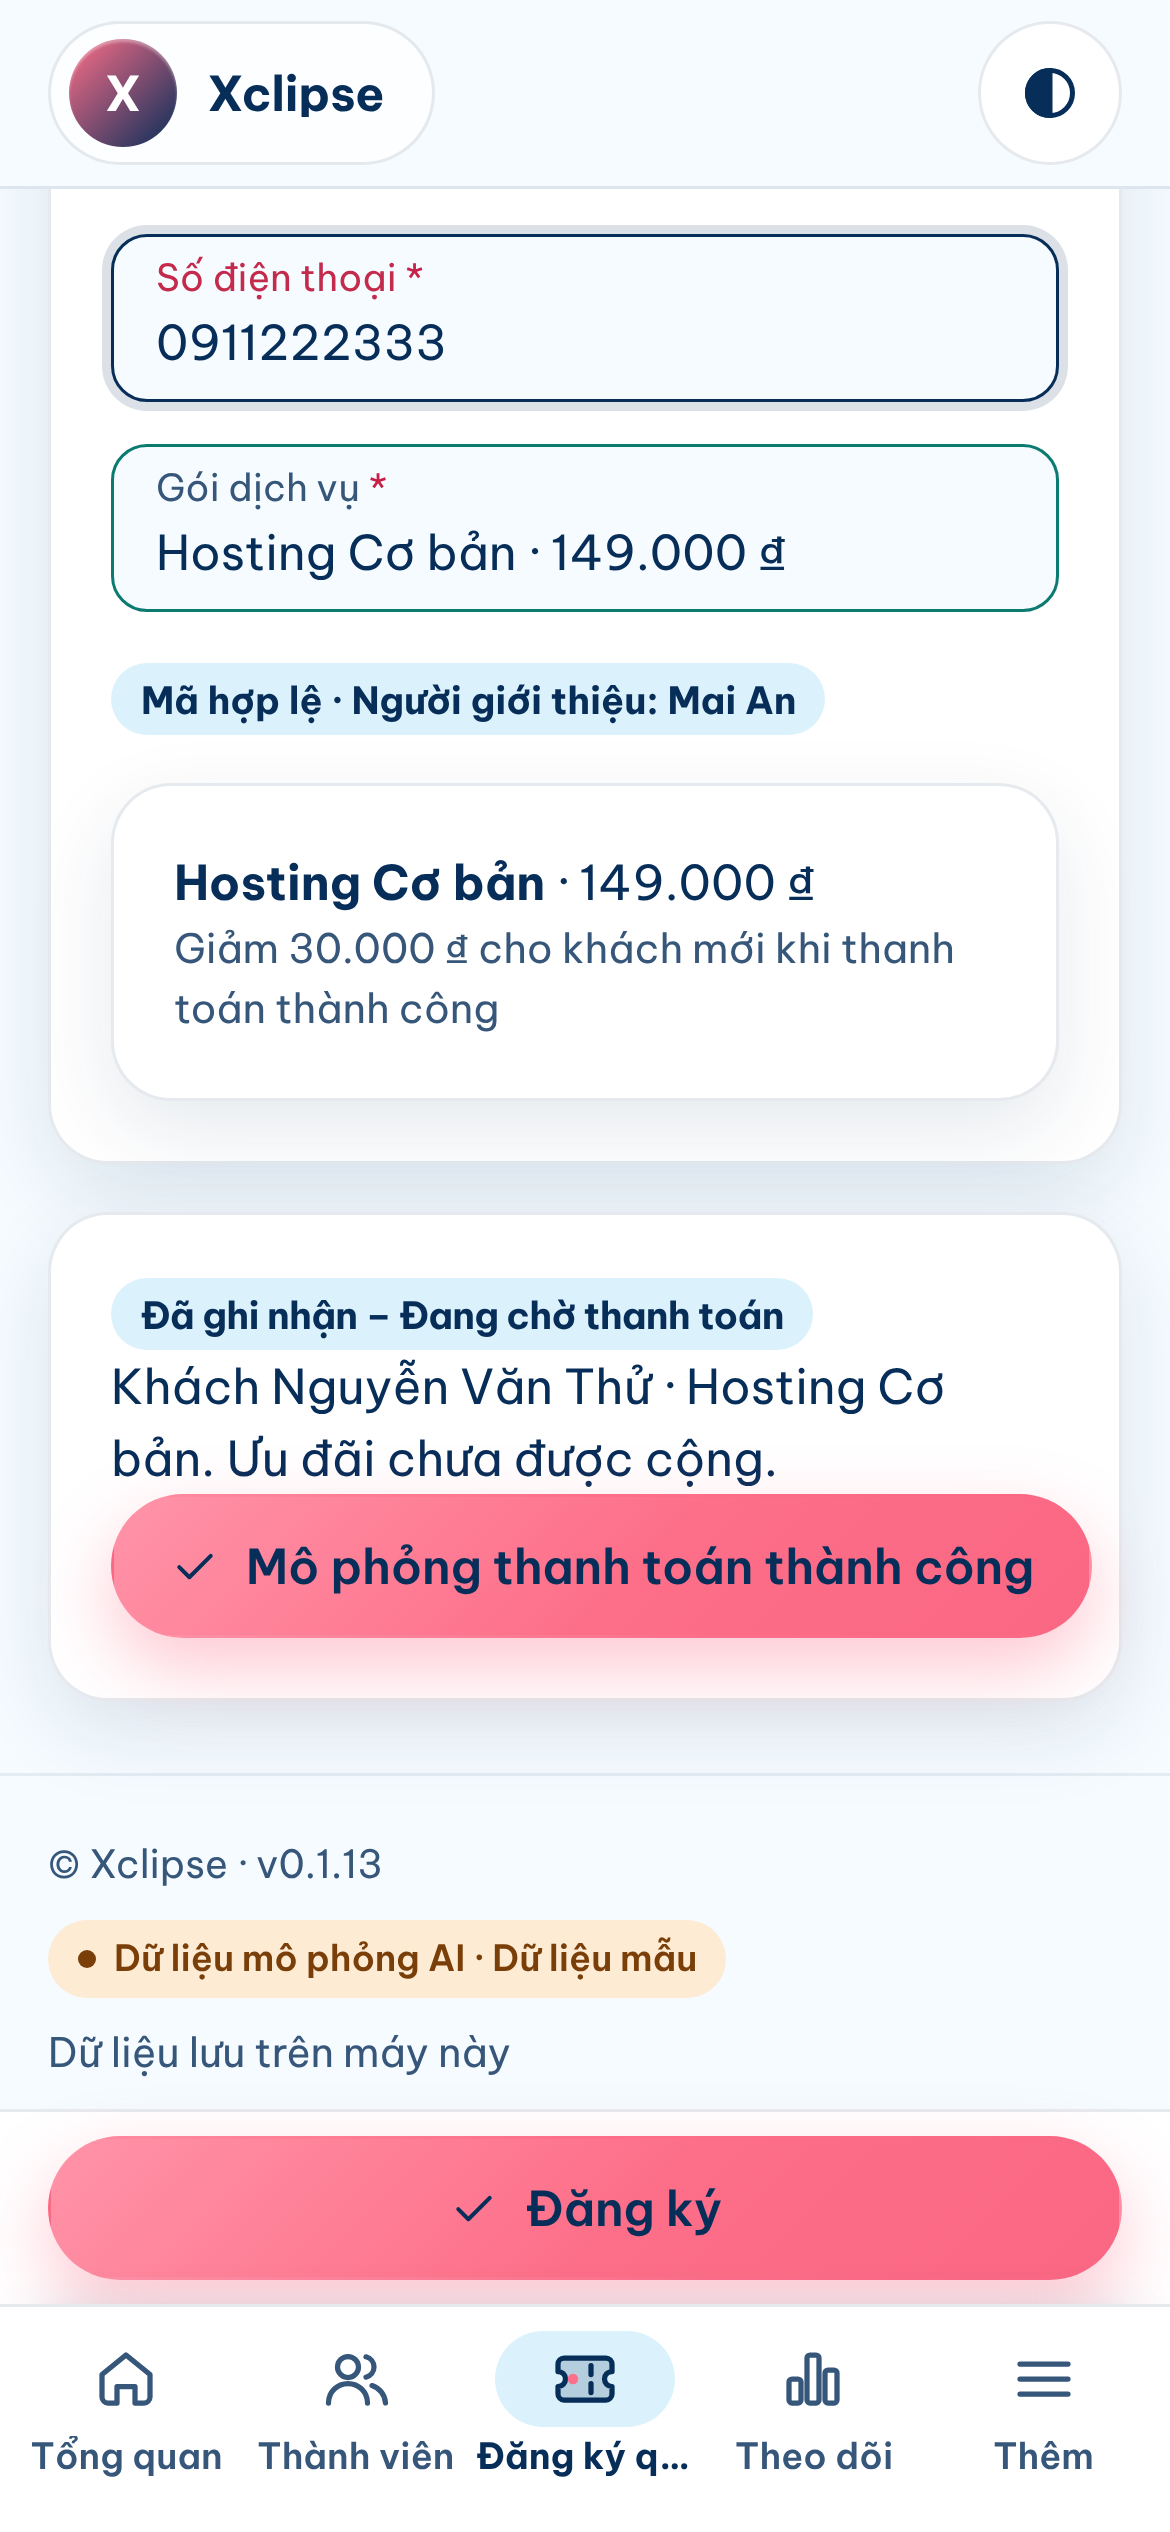 X Xclipse
Số điện thoại *
0911222333
Gói dịch vụ *
Hosting Cơ bản · 149.000 ₫
Mã hợp lệ · Người giới thiệu: Mai An
Hosting Cơ bản · 149.000 ₫
Giảm 30.000 ₫ cho khách mới khi thanh
toán thành công
Đã ghi nhận – Đang chờ thanh toán
Khách Nguyễn Văn Thử · Hosting Cơ
bản. Ưu đãi chưa được cộng.
Mô phỏng thanh toán thành công
© Xclipse · v0.1.13
Dữ liệu mô phỏng AI · Dữ liệu mẫu
Dữ liệu lưu trên máy này
Đăng ký
Tổng quan Thành viên Đăng ký q... Theo dõi Thêm